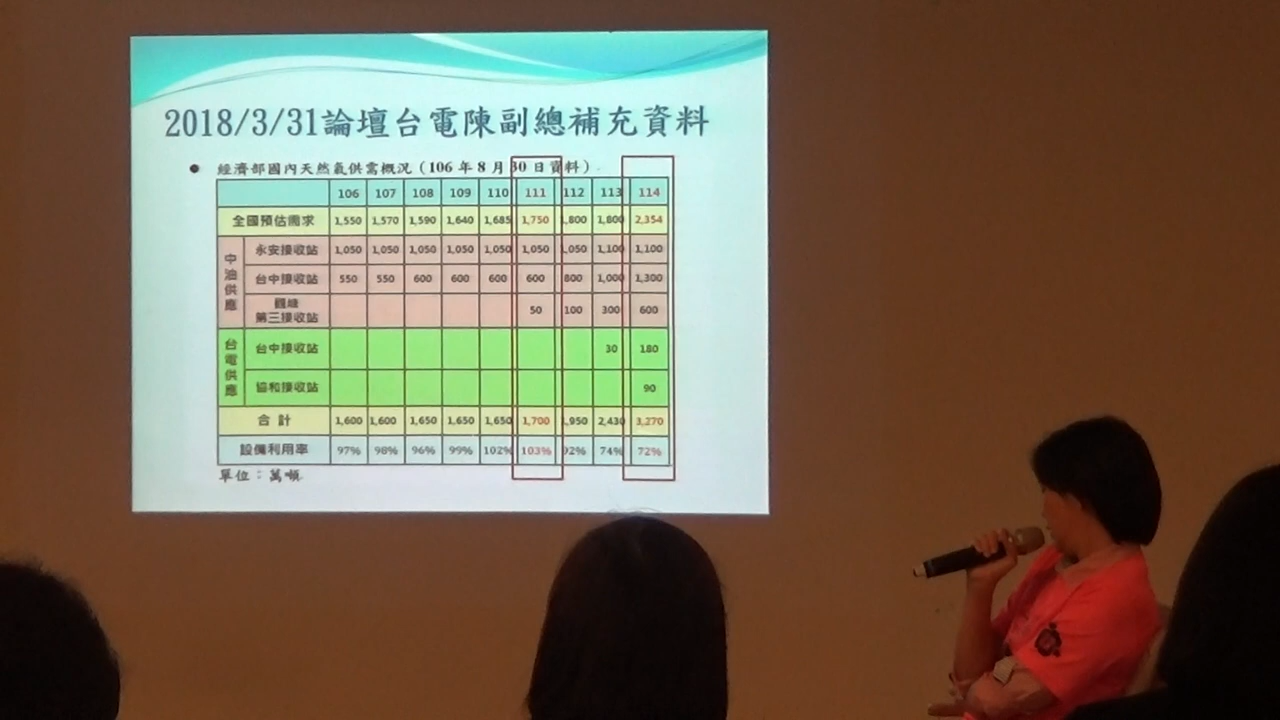 2018/3/31論壇台電陳副總補充資料
● 經濟部國內天然氣供需概況（106 年 8 月 30 日資料）
106 107 108 109 110 111 112 113 114
全國預估需求 1,550 1,570 1,590 1,640 1,685 1,750 1,800 1,800 2,354
中油供應
永安接收站 1,050 1,050 1,050 1,050 1,050 1,050 1,050 1,100 1,100
台中接收站 550 550 600 600 600 600 800 1,000 1,300
觀塘
第三接收站 50 100 300 600
台電供應
台中接收站 30 180
協和接收站 90
合 計 1,600 1,600 1,650 1,650 1,650 1,700 1,950 2,430 3,270
設備利用率 97% 98% 96% 99% 102% 103% 92% 74% 72%
單位：萬噸